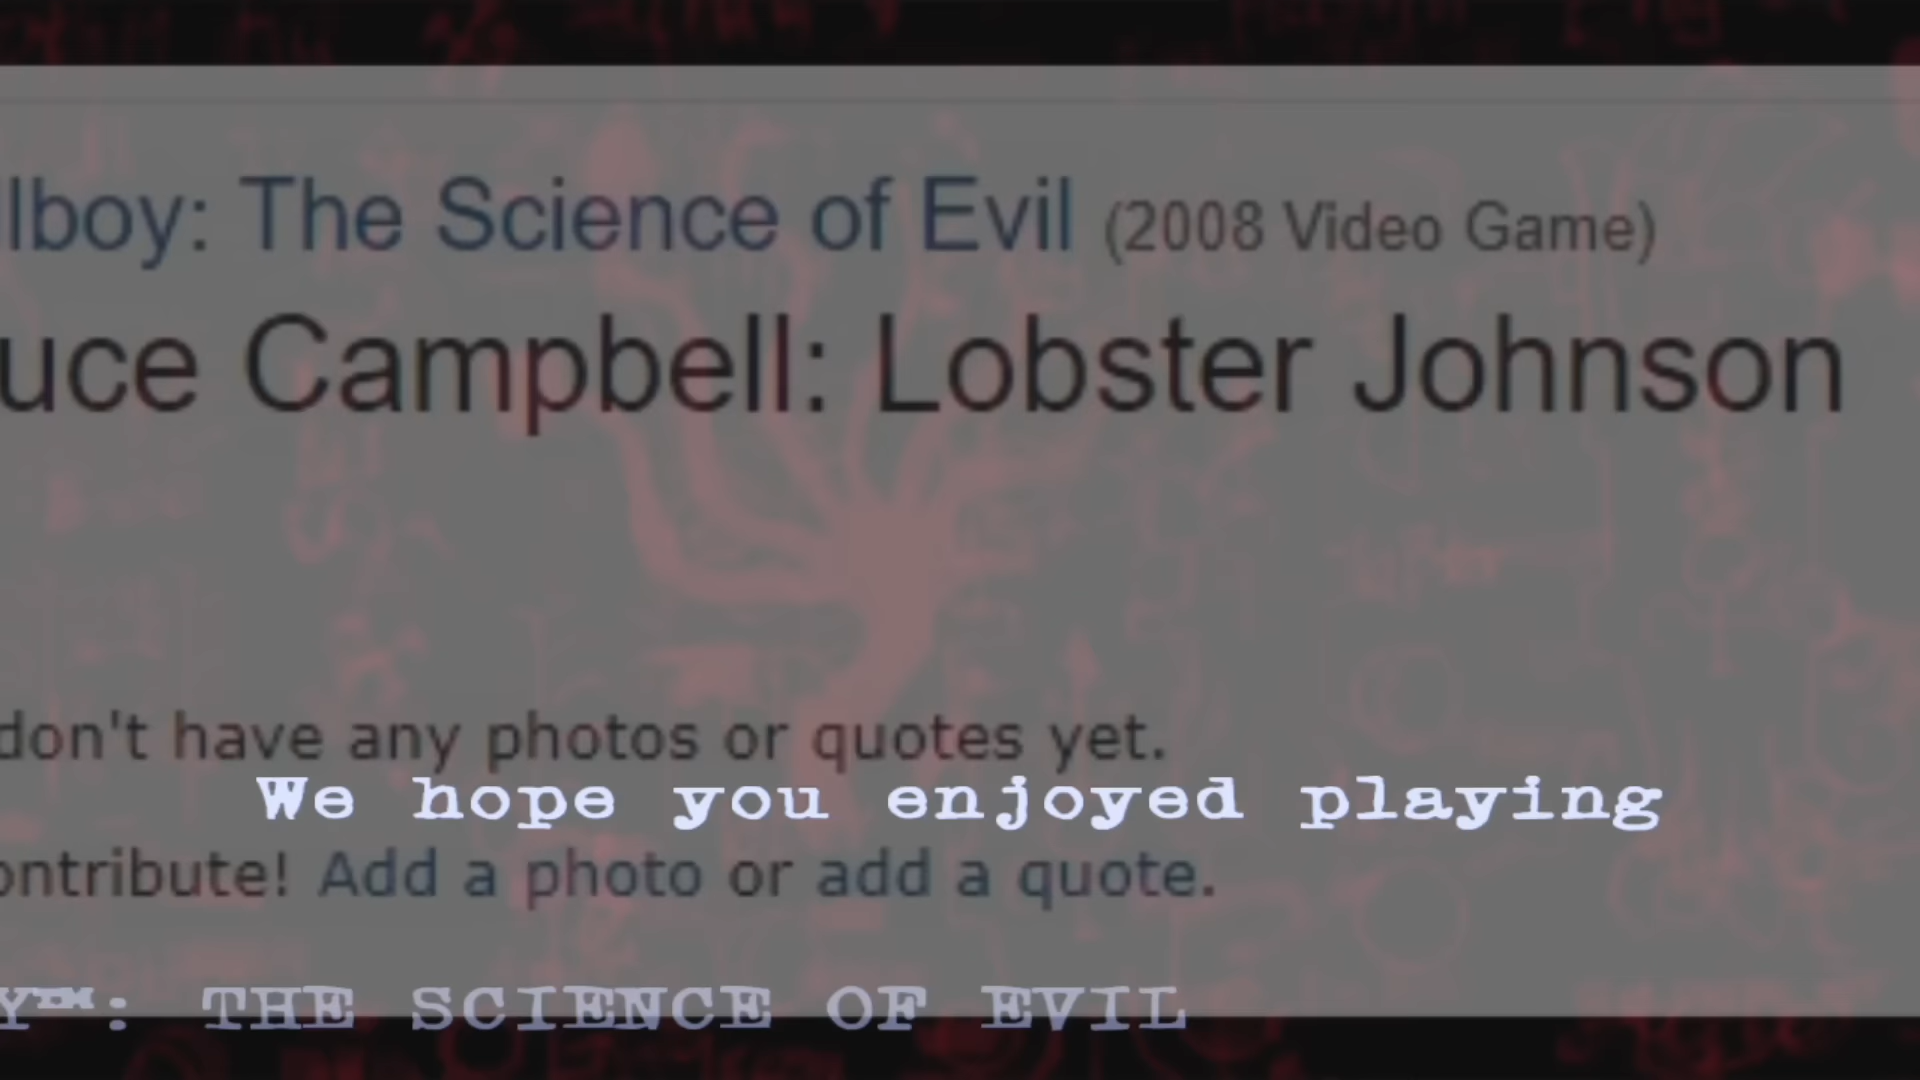 lboy: The Science of Evil (2008 Video Game)
uce Campbell: Lobster Johnson
don't have any photos or quotes yet.
We hope you enjoyed playing
ontribute! Add a photo or add a quote.
Y™: THE SCIENCE OF EVIL